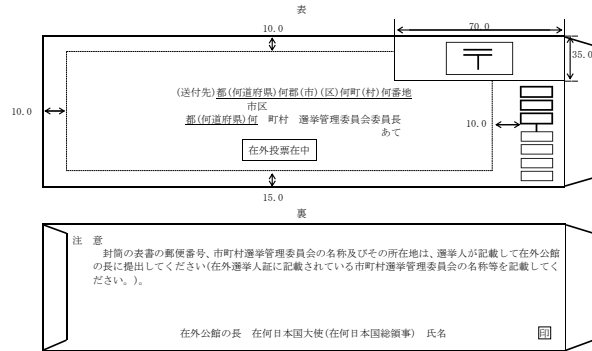 表
10.0
70.0
〒
35.0
(送付先)都(何道府県)何郡(市)(区)何町(村)何番地
市区
10.0
都(何道府県)何 町村 選挙管理委員会委員長
10.0
あて
在外投票在中
15.0
裏
注 意
封筒の表書の郵便番号、市町村選挙管理委員会の名称及びその所在地は、選挙人が記載して在外公館
の長に提出してください(在外選挙人証に記載されている市町村選挙管理委員会の名称等を記載してく
ださい。)。
在外公館の長 在何日本国大使(在何日本国総領事) 氏名 印